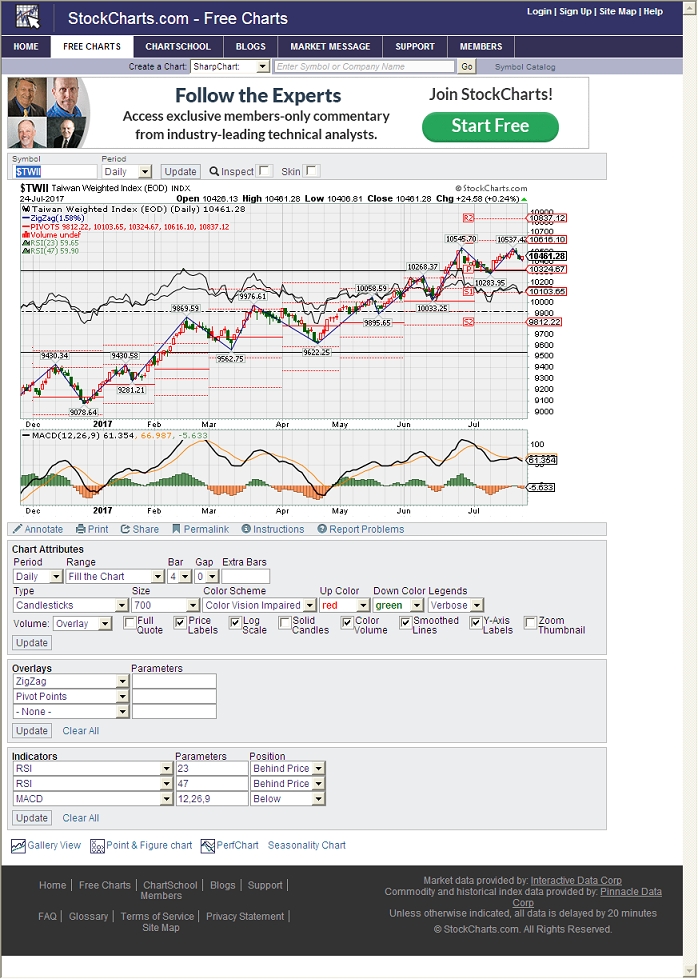 StockCharts.com - Free Charts
Login | Sign Up | Site Map | Help
HOME FREE CHARTS CHARTSCHOOL BLOGS MARKET MESSAGE SUPPORT MEMBERS
Create a Chart: SharpChart: Enter Symbol or Company Name Go Symbol Catalog
Follow the Experts
Access exclusive members-only commentary
from industry-leading technical analysts.
Join StockCharts!
Start Free
Symbol Period
$TWII Daily Update Inspect Skin
$TWII Taiwan Weighted Index (EOD) INDX © StockCharts.com
24-Jul-2017 Open 10426.13 High 10461.28 Low 10406.81 Close 10461.28 Chg +24.58 (+0.24%)
Taiwan Weighted Index (EOD) (Daily) 10461.28
ZigZag(1.58%)
PIVOTS 9812.22, 10103.65, 10324.67, 10616.10, 10837.12
Volume undef
RSI(23) 59.65
RSI(47) 59.90
R2 10900
10837.12
10616.10
10545.70 10537.42
10461.28
10268.37 P 10324.67
10283.95 10200
10058.59 S1 10103.65
9976.61 10033.25 10000
9869.59 9895.65 9900
S2 9812.22
9700
9622.25 9600
9430.34 9430.58 9562.75 9500
9400
9281.21 9300
9200
9078.64 9100
9000
Dec 2017 Feb Mar Apr May Jun Jul
MACD(12,26,9) 61.354, 66.987, -5.633
100
61.354
-5.633
Dec 2017 Feb Mar Apr May Jun Jul
Annotate Print Share Permalink Instructions Report Problems
Chart Attributes
Period Range Bar Gap Extra Bars
Daily Fill the Chart 4 0
Type Size Color Scheme Up Color Down Color Legends
Candlesticks 700 Color Vision Impaired red green Verbose
Volume: Overlay Full Quote Price Labels Log Scale Solid Candles Color Volume Smoothed Lines Y-Axis Labels Zoom Thumbnail
Update
Overlays Parameters
ZigZag
Pivot Points
- None -
Update Clear All
Indicators Parameters Position
RSI 23 Behind Price
RSI 47 Behind Price
MACD 12,26,9 Below
Update Clear All
Gallery View Point & Figure chart PerfChart Seasonality Chart
Home | Free Charts | ChartSchool | Blogs | Support |
Members
FAQ | Glossary | Terms of Service | Privacy Statement |
Site Map
Market data provided by: Interactive Data Corp
Commodity and historical index data provided by: Pinnacle Data
Corp
Unless otherwise indicated, all data is delayed by 20 minutes
© StockCharts.com. All Rights Reserved.